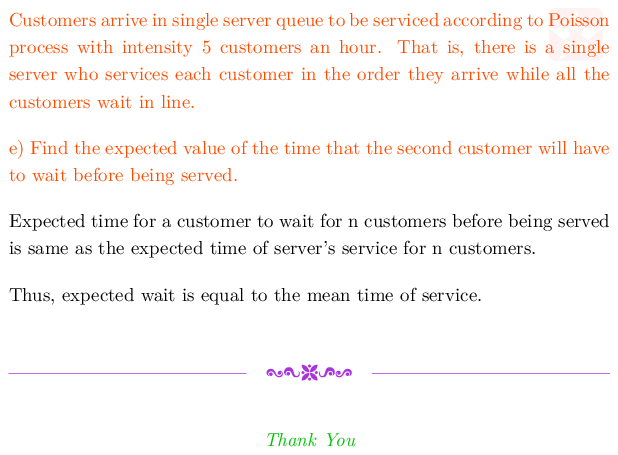 Customers arrive in single server queue to be serviced according to Poisson
process with intensity 5 customers an hour. That is, there is a single
server who services each customer in the order they arrive while all the
customers wait in line.
e) Find the expected value of the time that the second customer will have
to wait before being served.
Expected time for a customer to wait for n customers before being served
is same as the expected time of server's service for n customers.
Thus, expected wait is equal to the mean time of service.
Thank You